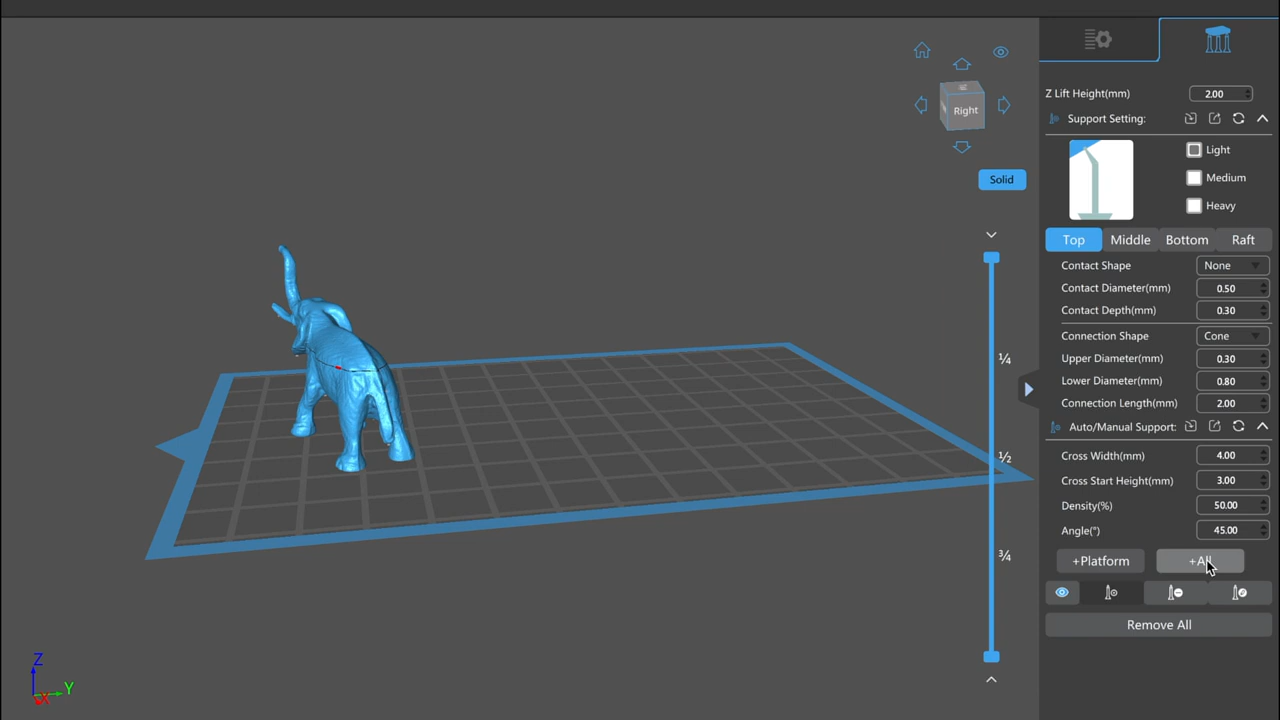 Z Lift Height(mm) 2.00
Support Setting:
Light
Medium
Heavy
Right
Solid
Top Middle Bottom Raft
Contact Shape None
Contact Diameter(mm) 0.50
Contact Depth(mm) 0.30
Connection Shape Cone
Upper Diameter(mm) 0.30
Lower Diameter(mm) 0.80
Connection Length(mm) 2.00
Auto/Manual Support:
Cross Width(mm) 4.00
Cross Start Height(mm) 3.00
Density(%) 50.00
Angle(°) 45.00
+Platform +All
Remove All
¼
½
¾
Z
X
Y